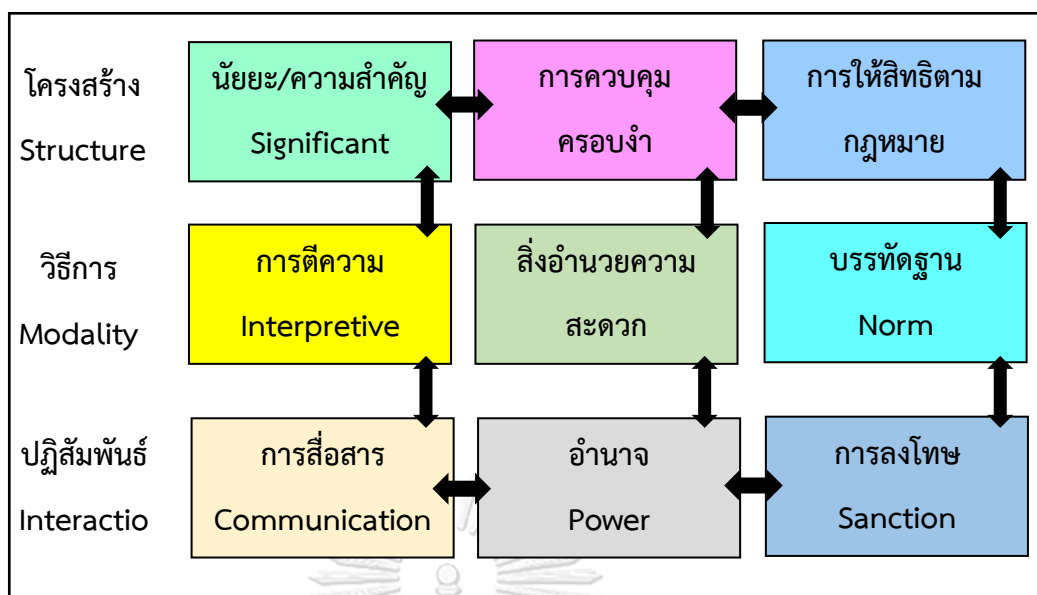 โครงสร้าง
Structure
นัยยะ/ความสำคัญ
Significant
การควบคุม
ครอบงำ
การให้สิทธิตาม
กฎหมาย
วิธีการ
Modality
การตีความ
Interpretive
สิ่งอำนวยความ
สะดวก
บรรทัดฐาน
Norm
ปฏิสัมพันธ์
Interactio
การสื่อสาร
Communication
อำนาจ
Power
การลงโทษ
Sanction